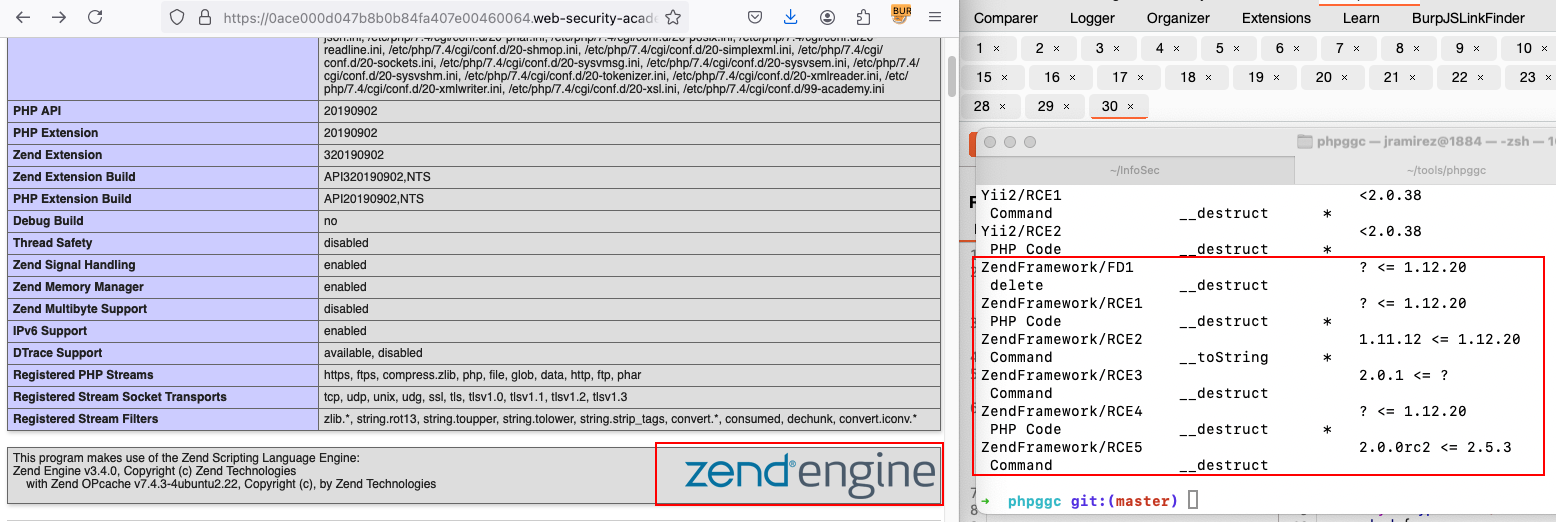 https://0ace000d047b8b0b84fa407e00460064.web-security-acade
BUR
json.ini, /etc/php/7.4/cgi/conf.d/20-phar.ini, /etc/php/7.4/cgi/conf.d/20-posix.ini, /etc/php/7.4/cgi/conf.d/20-
readline.ini, /etc/php/7.4/cgi/conf.d/20-shmop.ini, /etc/php/7.4/cgi/conf.d/20-simplexml.ini, /etc/php/7.4/cgi/
conf.d/20-sockets.ini, /etc/php/7.4/cgi/conf.d/20-sysvmsg.ini, /etc/php/7.4/cgi/conf.d/20-sysvsem.ini, /etc/php/7.4/
cgi/conf.d/20-sysvshm.ini, /etc/php/7.4/cgi/conf.d/20-tokenizer.ini, /etc/php/7.4/cgi/conf.d/20-xmlreader.ini, /etc/
php/7.4/cgi/conf.d/20-xmlwriter.ini, /etc/php/7.4/cgi/conf.d/20-xsl.ini, /etc/php/7.4/cgi/conf.d/99-academy.ini
PHP API 20190902
PHP Extension 20190902
Zend Extension 320190902
Zend Extension Build API320190902,NTS
PHP Extension Build API20190902,NTS
Debug Build no
Thread Safety disabled
Zend Signal Handling enabled
Zend Memory Manager enabled
Zend Multibyte Support disabled
IPv6 Support enabled
DTrace Support available, disabled
Registered PHP Streams https, ftps, compress.zlib, php, file, glob, data, http, ftp, phar
Registered Stream Socket Transports tcp, udp, unix, udg, ssl, tls, tlsv1.0, tlsv1.1, tlsv1.2, tlsv1.3
Registered Stream Filters zlib.*, string.rot13, string.toupper, string.tolower, string.strip_tags, convert.*, consumed, dechunk, convert.iconv.*
This program makes use of the Zend Scripting Language Engine:
Zend Engine v3.4.0, Copyright (c) Zend Technologies
with Zend OPcache v7.4.3-4ubuntu2.22, Copyright (c), by Zend Technologies
zend® engine
Comparer Logger Organizer Extensions Learn BurpJSLinkFinder
1 × 2 × 3 × 4 × 5 × 6 × 7 × 8 × 9 × 10 ×
15 × 16 × 17 × 18 × 19 × 20 × 21 × 22 × 23 ×
28 × 29 × 30 ×
phpggc — jramirez@1884 — -zsh — 1
~/InfoSec ~/tools/phpggc
Yii2/RCE1 <2.0.38
Command __destruct *
Yii2/RCE2 <2.0.38
PHP Code __destruct *
ZendFramework/FD1 ? <= 1.12.20
delete __destruct
ZendFramework/RCE1 ? <= 1.12.20
PHP Code __destruct *
ZendFramework/RCE2 1.11.12 <= 1.12.20
Command __toString *
ZendFramework/RCE3 2.0.1 <= ?
Command __destruct
ZendFramework/RCE4 ? <= 1.12.20
PHP Code __destruct *
ZendFramework/RCE5 2.0.0rc2 <= 2.5.3
Command __destruct
➜ phpggc git:(master)